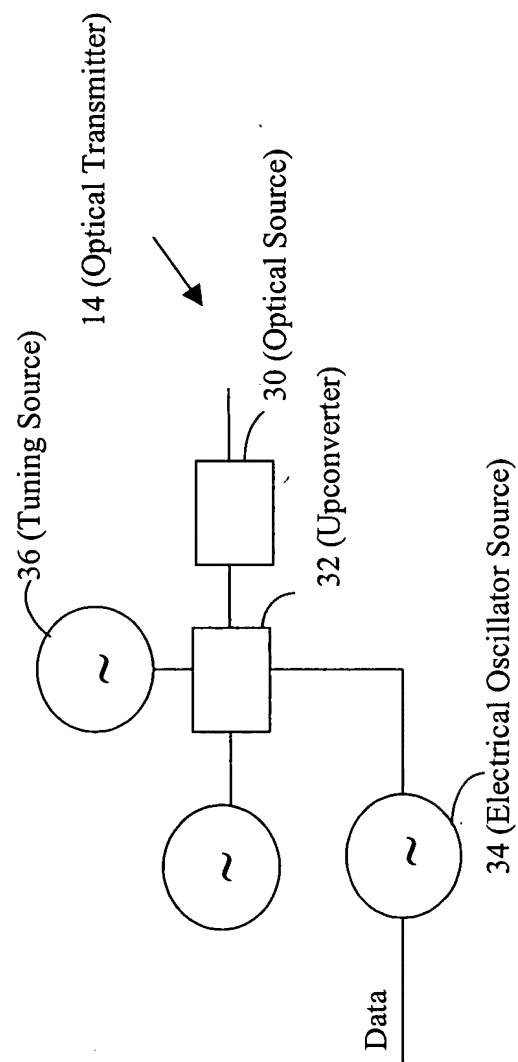 14 (Optical Transmitter)
36 (Tuning Source)
30 (Optical Source)
32 (Upconverter)
~
~
~
34 (Electrical Oscillator Source)
Data